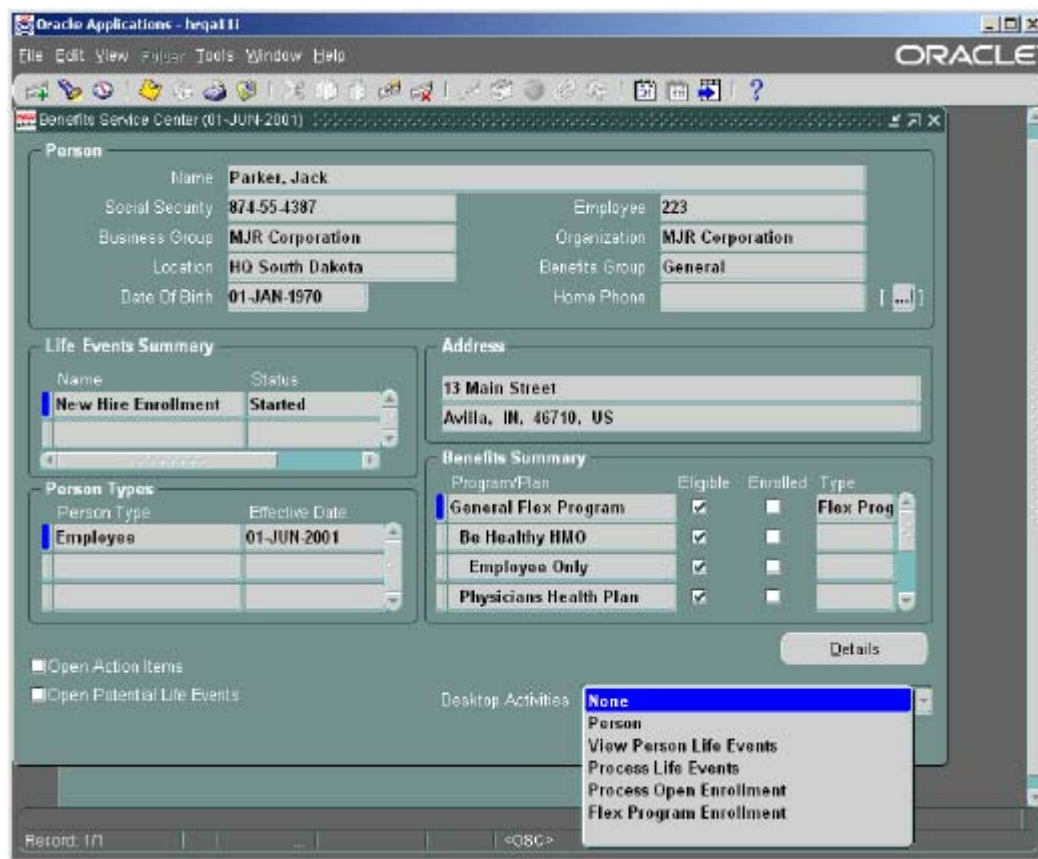 Oracle Applications - hrqa11i
File Edit View Folder Tools Window Help
ORACLE
Benefits Service Center (01-JUN-2001)
Person
Name Parker, Jack
Social Security 874-55-4387 Employee 223
Business Group MJR Corporation Organization MJR Corporation
Location HQ South Dakota Benefits Group General
Date Of Birth 01-JAN-1970 Home Phone [ ... ]
Life Events Summary Address
Name Status
New Hire Enrollment Started
13 Main Street
Avilla, IN, 46710, US
Benefits Summary
Program/Plan Eligible Enrolled Type
General Flex Program Flex Prog
Be Healthy HMO
Employee Only
Physicians Health Plan
Person Types
Person Type Effective Date
Employee 01-JUN-2001
Details
Open Action Items
Open Potential Life Events
Desktop Activities None
Person
View Person Life Events
Process Life Events
Process Open Enrollment
Flex Program Enrollment
Record: 1/1 ... <OSC>